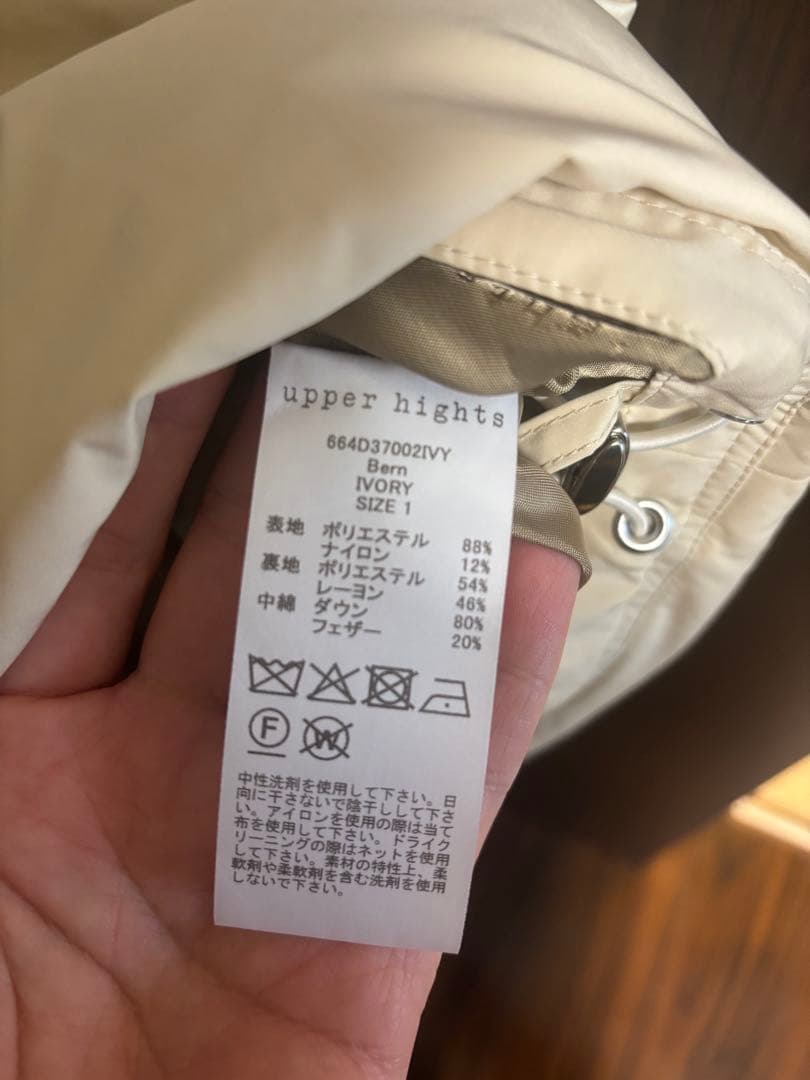 upper hights
664D37002IVY
Bern
IVORY
SIZE 1
表地 ポリエステル 88%
ナイロン 12%
裏地 ポリエステル 54%
レーヨン 46%
中綿 ダウン 80%
フェザー 20%
F W
中性洗剤を使用して下さい。日
向に干さないで陰干しして下さ
い。アイロンを使用の際は当て
布を使用して下さい。ドライク
リーニングの際はネットを使用
して下さい。素材の特性上、柔
軟剤や柔軟剤を含む洗剤を使用
しないで下さい。